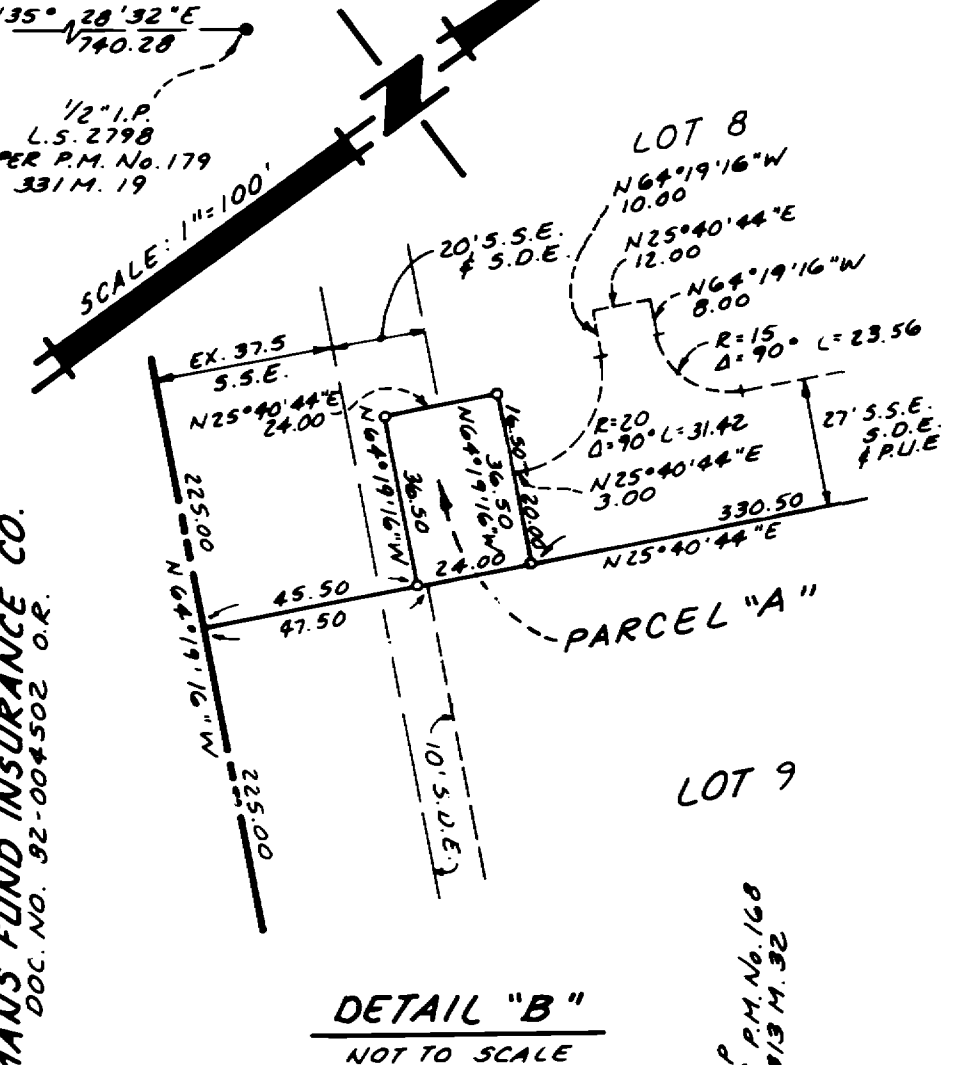 35° 28'32"E
740.28
1/2" I.P.
L.S. 2798
PER P.M. No. 179
331 M. 19
SCALE: 1"=100'
LOT 8
N64°19'16"W
10.00
N25°40'44"E
12.00
N64°19'16"W
8.00
R=15
Δ=90° L=23.56
20' S.S.E.
& S.D.E.
EX. 37.5
S.S.E.
N25°40'44"E
24.00
N64°19'16"W
36.50
N64°19'16"W
36.50
16.50
20.00
R=20
Δ=90° L=31.42
N25°40'44"E
3.00
27' S.S.E.
S.D.E.
& P.U.E
330.50
N25°40'44"E
24.00
45.50
47.50
225.00
N64°19'16"W
225.00
PARCEL "A"
10' S.D.E.
LOT 9
MANS FUND INSURANCE CO.
DOC. NO. 92-004502 O.R.
P.M. No. 168
413 M. 32
DETAIL "B"
NOT TO SCALE